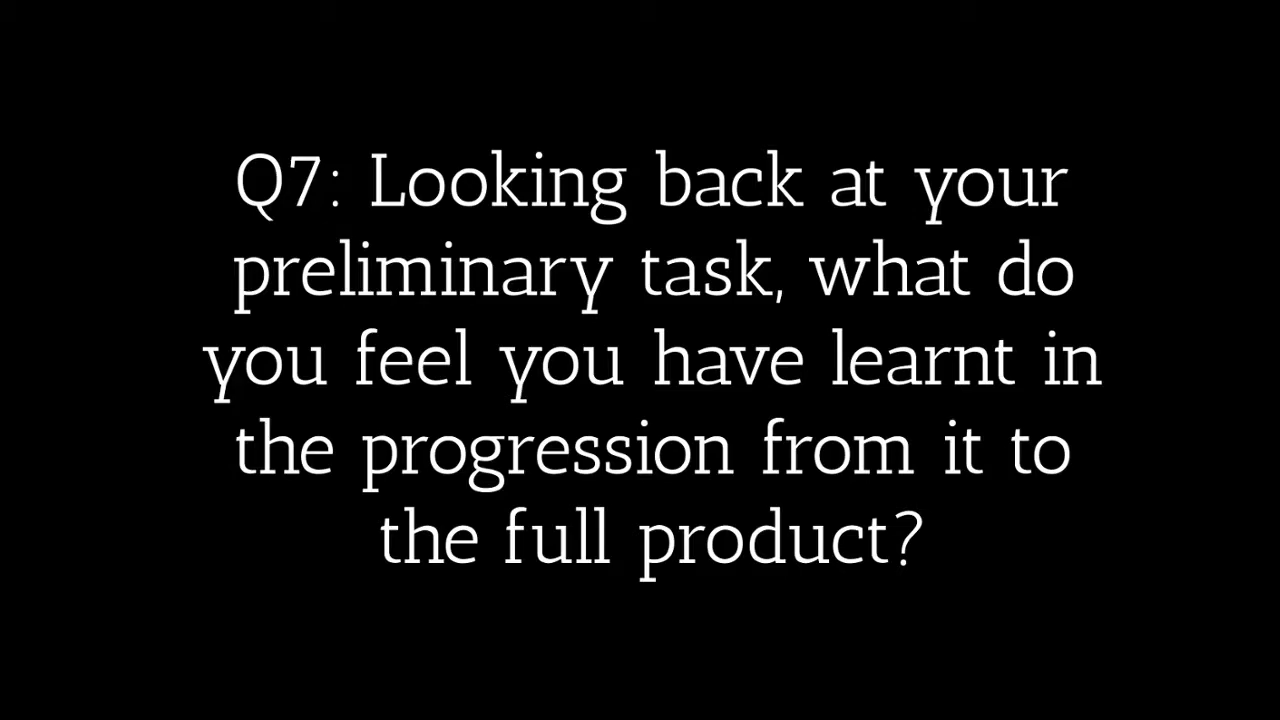 Q7: Looking back at your
preliminary task, what do
you feel you have learnt in
the progression from it to
the full product?